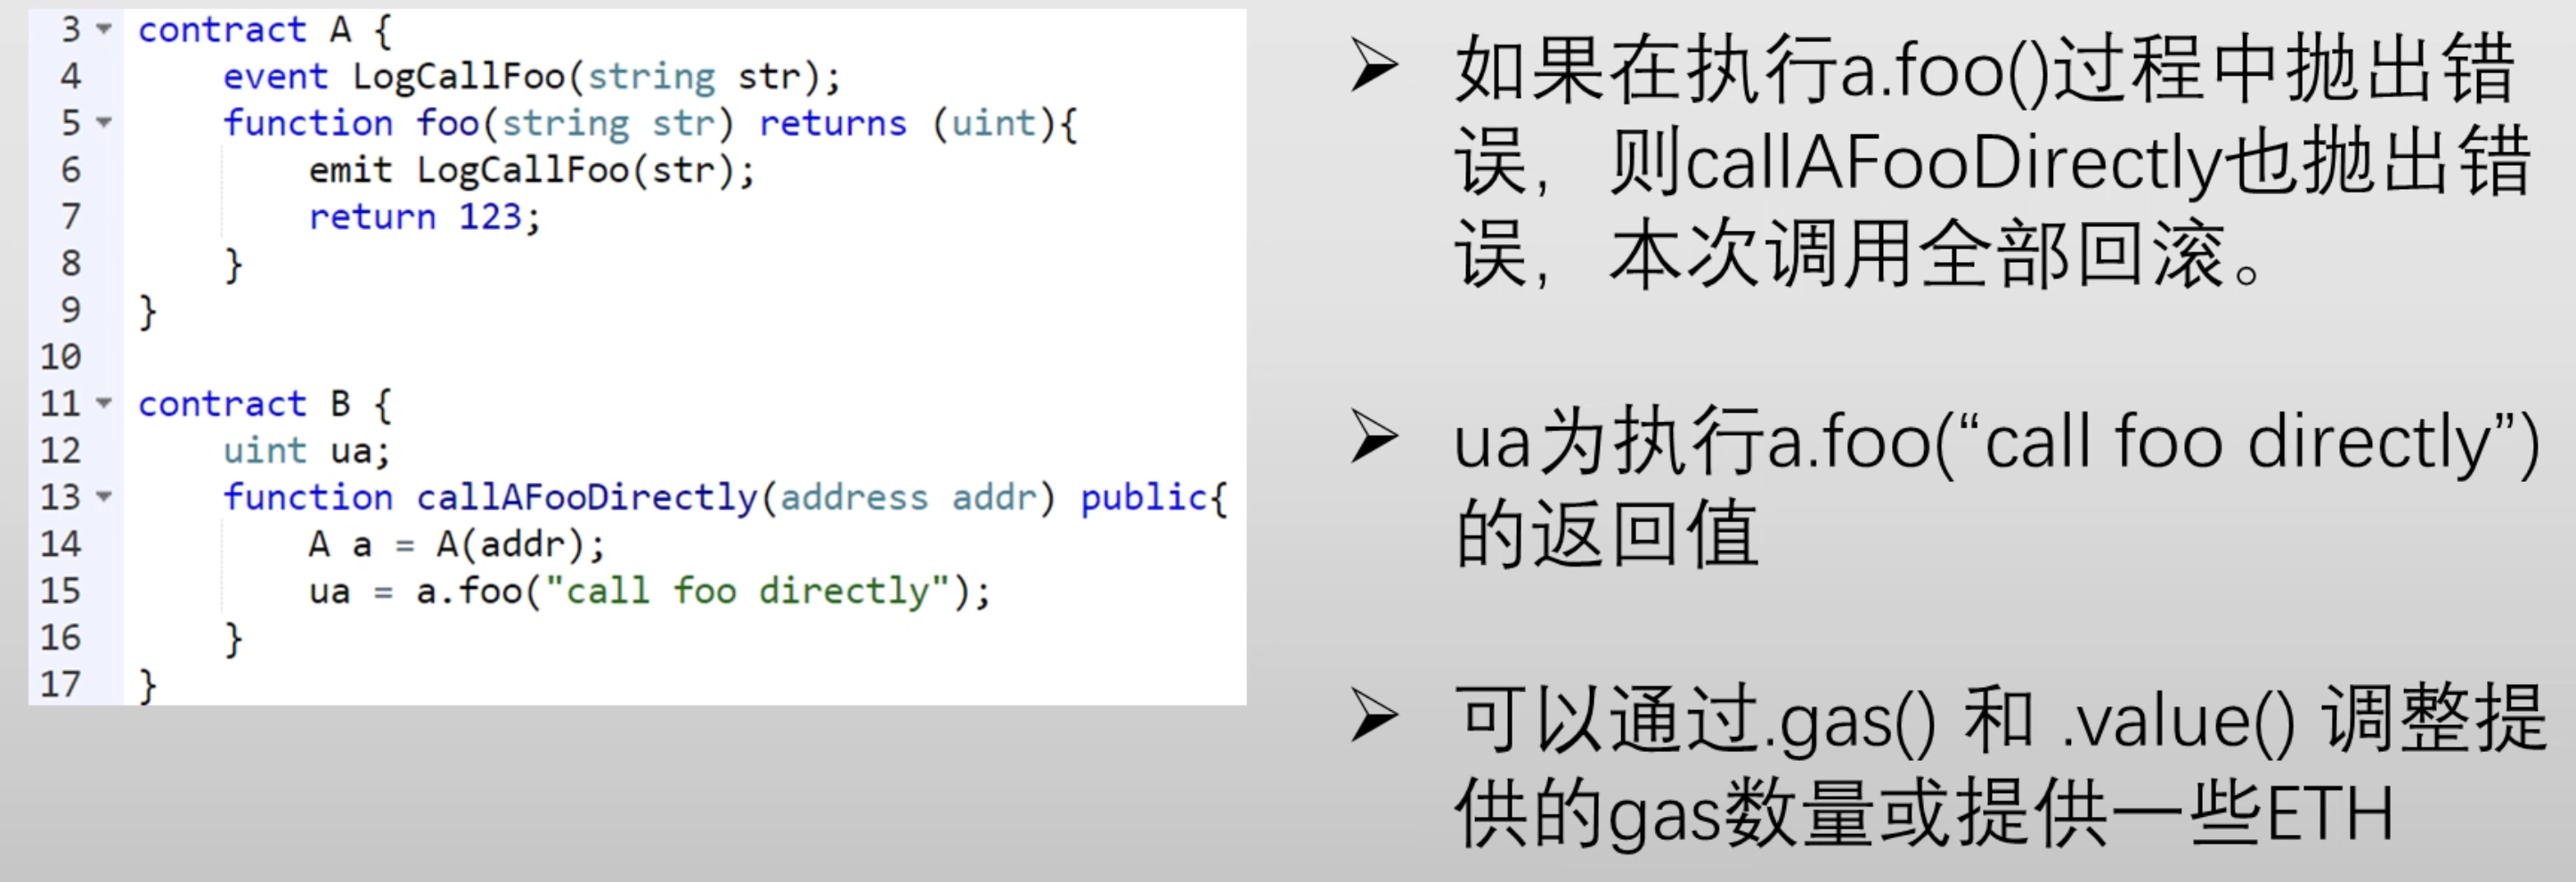 3 contract A {
4     event LogCallFoo(string str);
5     function foo(string str) returns (uint){
6         emit LogCallFoo(str);
7         return 123;
8     }
9 }
10
11 contract B {
12     uint ua;
13     function callAFooDirectly(address addr) public{
14         A a = A(addr);
15         ua = a.foo("call foo directly");
16     }
17 }
➢ 如果在执行a.foo()过程中抛出错
误，则callAFooDirectly也抛出错
误，本次调用全部回滚。
➢ ua为执行a.foo(“call foo directly”)
的返回值
➢ 可以通过.gas() 和 .value() 调整提
供的gas数量或提供一些ETH